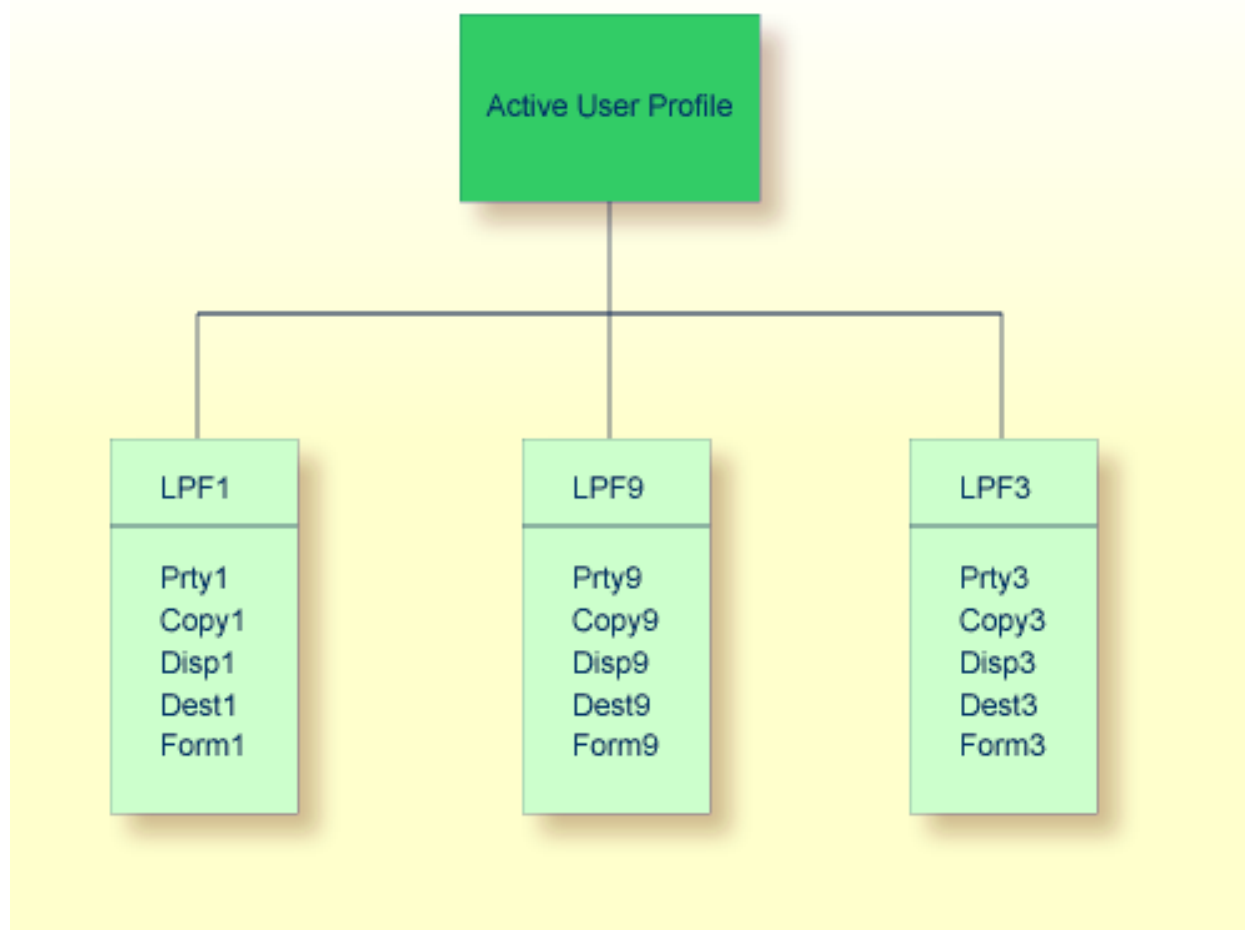 Active User Profile
LPF1
Prty1
Copy1
Disp1
Dest1
Form1
LPF9
Prty9
Copy9
Disp9
Dest9
Form9
LPF3
Prty3
Copy3
Disp3
Dest3
Form3